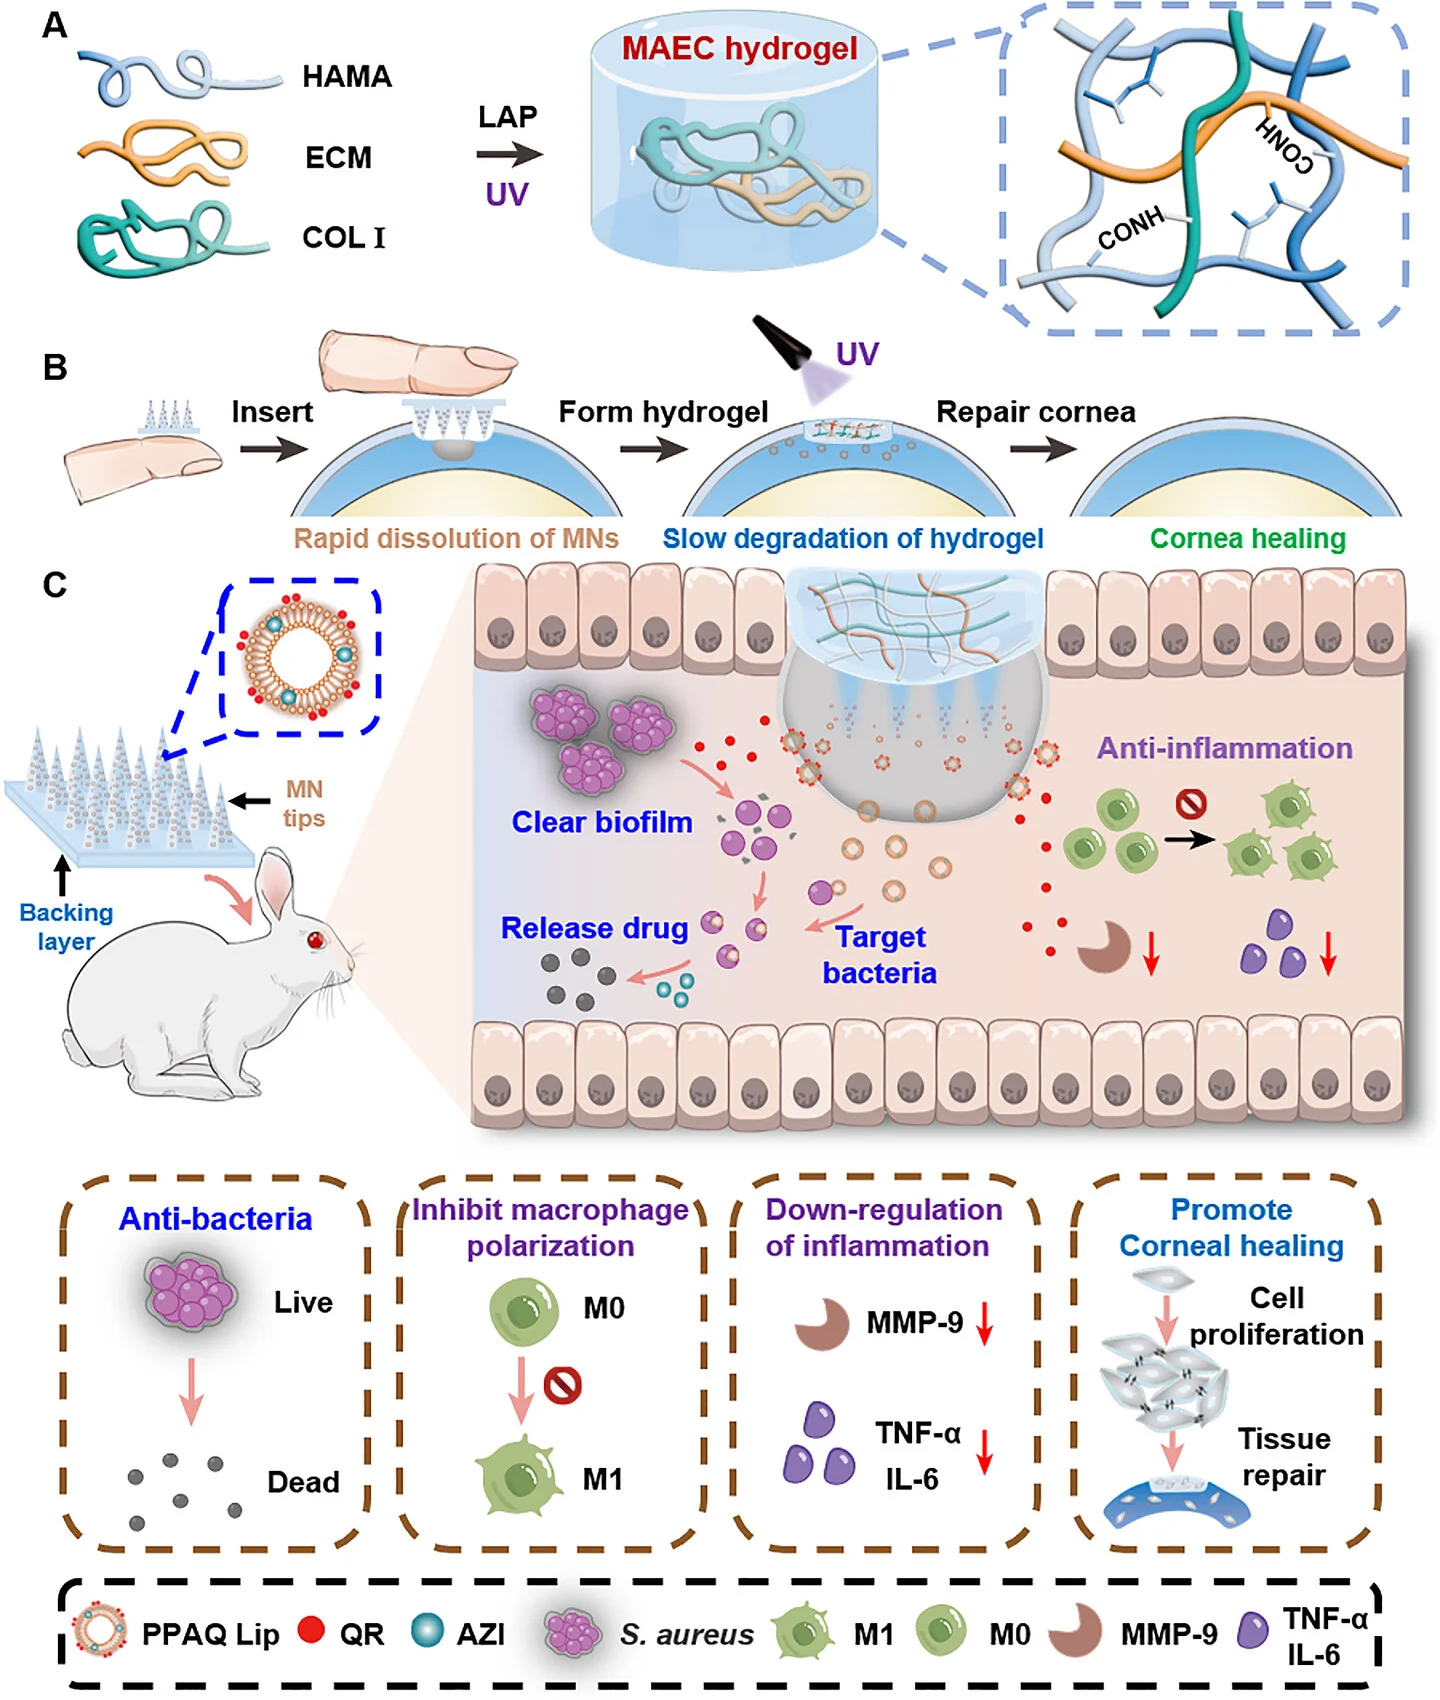 A
HAMA
ECM
COL I
LAP
UV
MAEC hydrogel
CONH
CONH
B
Insert
Form hydrogel
UV
Repair cornea
Rapid dissolution of MNs
Slow degradation of hydrogel
Cornea healing
C
MN
tips
Backing
layer
Clear biofilm
Release drug
Target
bacteria
Anti-inflammation
Anti-bacteria
Live
Dead
Inhibit macrophage
polarization
M0
M1
Down-regulation
of inflammation
MMP-9
TNF-α
IL-6
Promote
Corneal healing
Cell
proliferation
Tissue
repair
PPAQ Lip
QR
AZI
S. aureus
M1
M0
MMP-9
TNF-α
IL-6